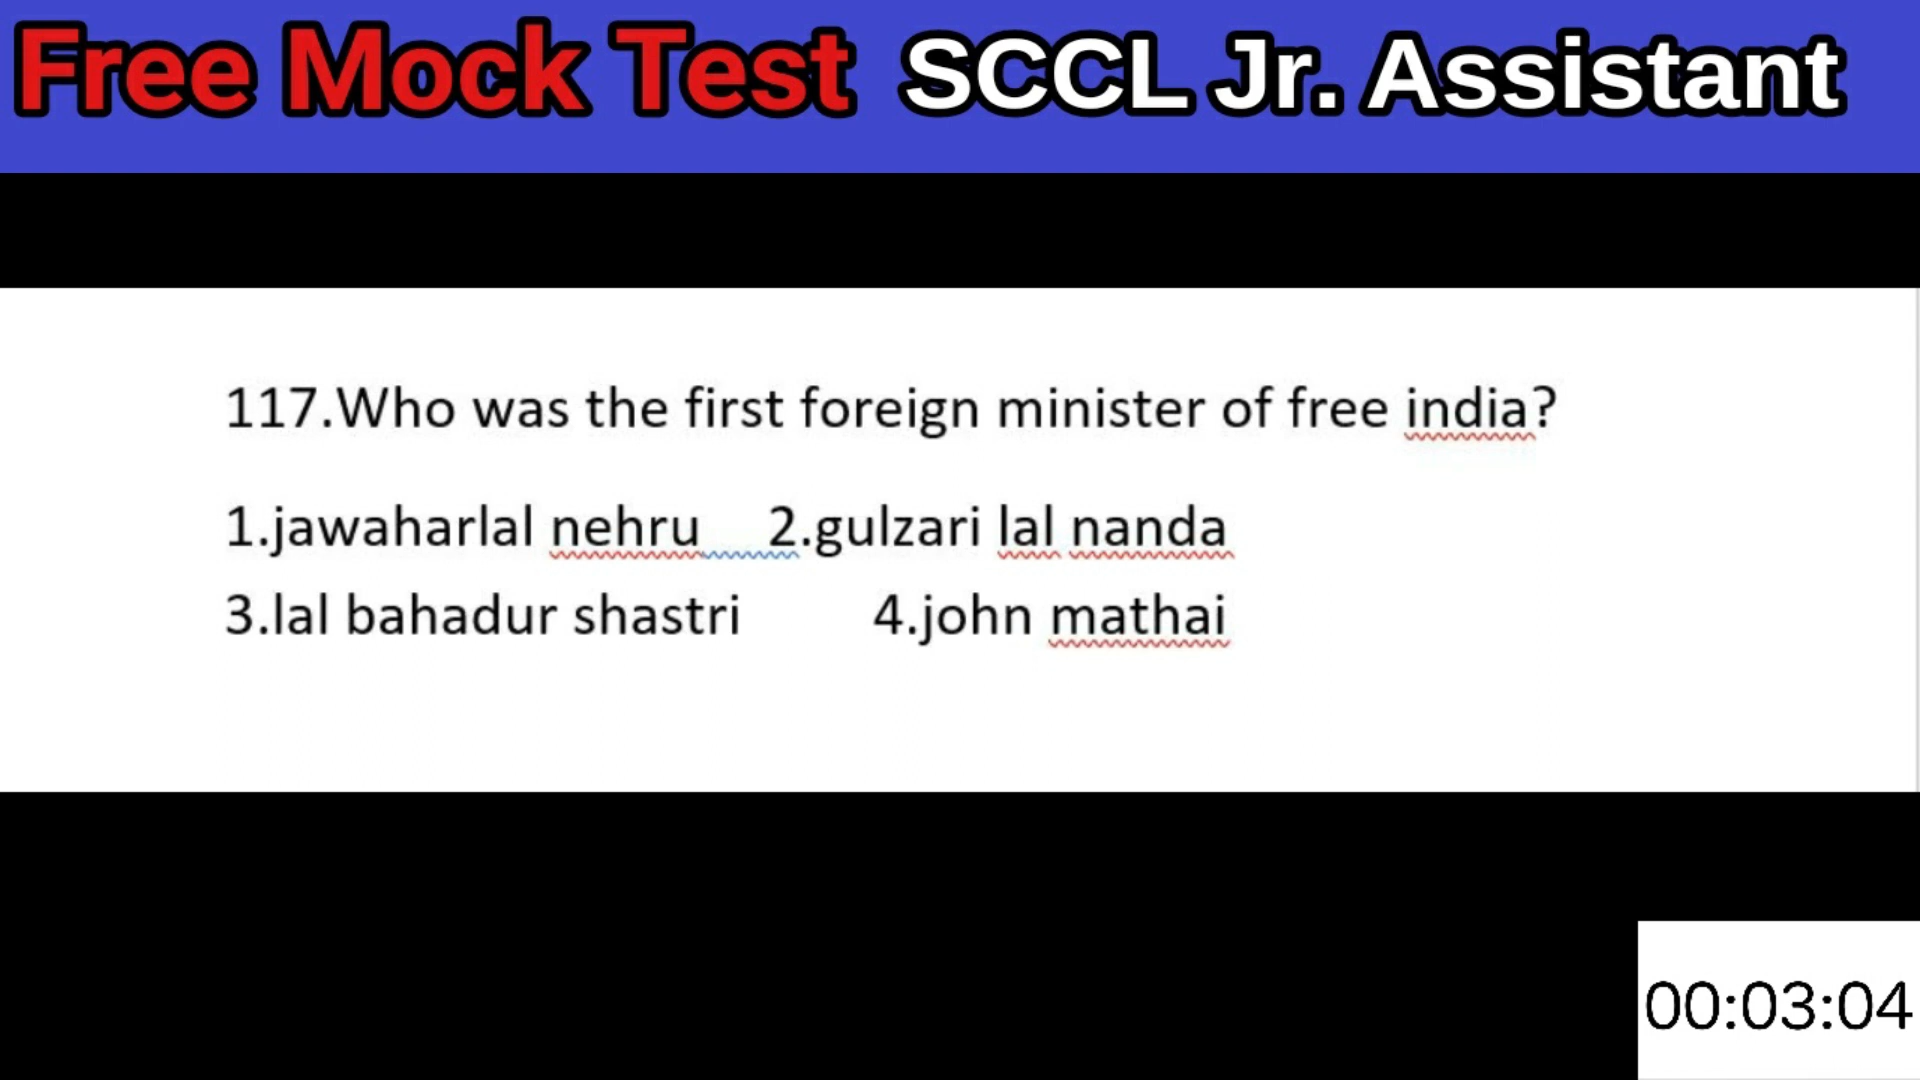 Free Mock Test SCCL Jr. Assistant
117.Who was the first foreign minister of free india?
1.jawaharlal nehru 2.gulzari lal nanda
3.lal bahadur shastri 4.john mathai
00:03:04